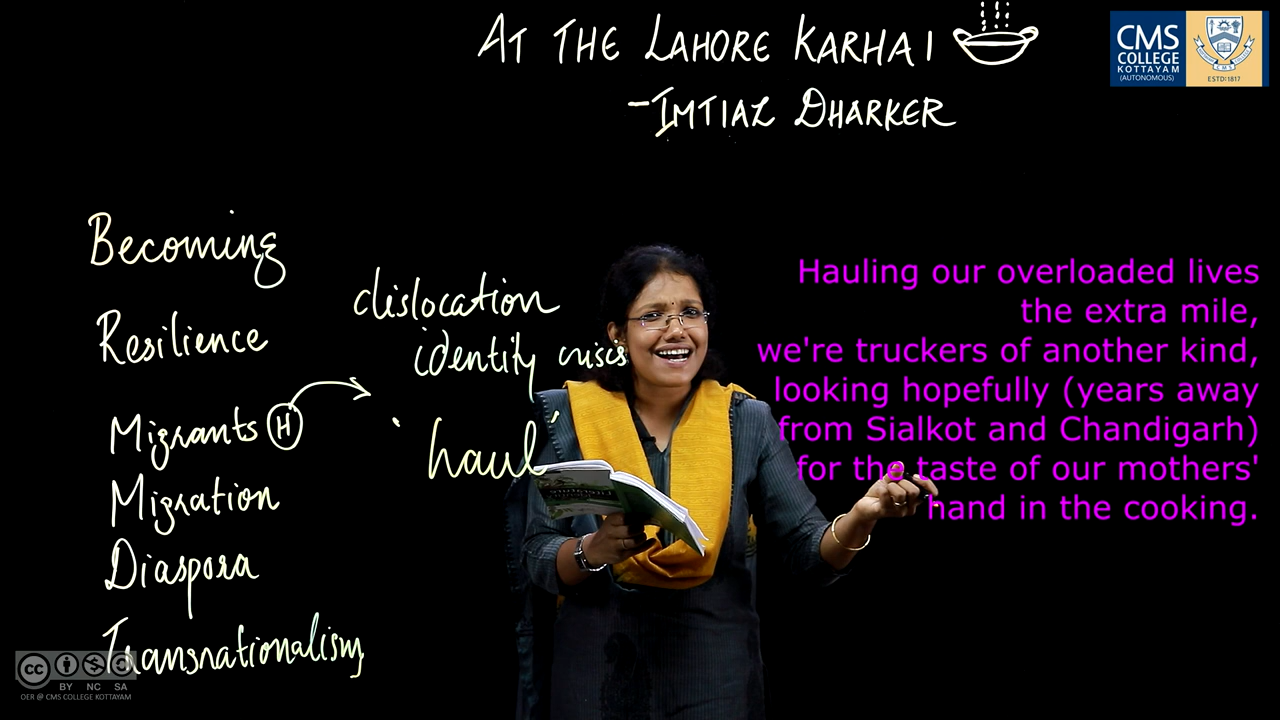 AT THE LAHORE KARHAI
-IMTIAZ DHARKER
CMS
COLLEGE
KOTTAYAM
(AUTONOMOUS)
ESTD:1817
Becoming
Resilience
Migrants H
Migration
Diaspora
Transnationalism
dislocation
identity crises
'haul'
Hauling our overloaded lives
the extra mile,
we're truckers of another kind,
looking hopefully (years away
from Sialkot and Chandigarh)
for the taste of our mothers'
hand in the cooking.
cc
BY NC SA
OER @ CMS COLLEGE KOTTAYAM